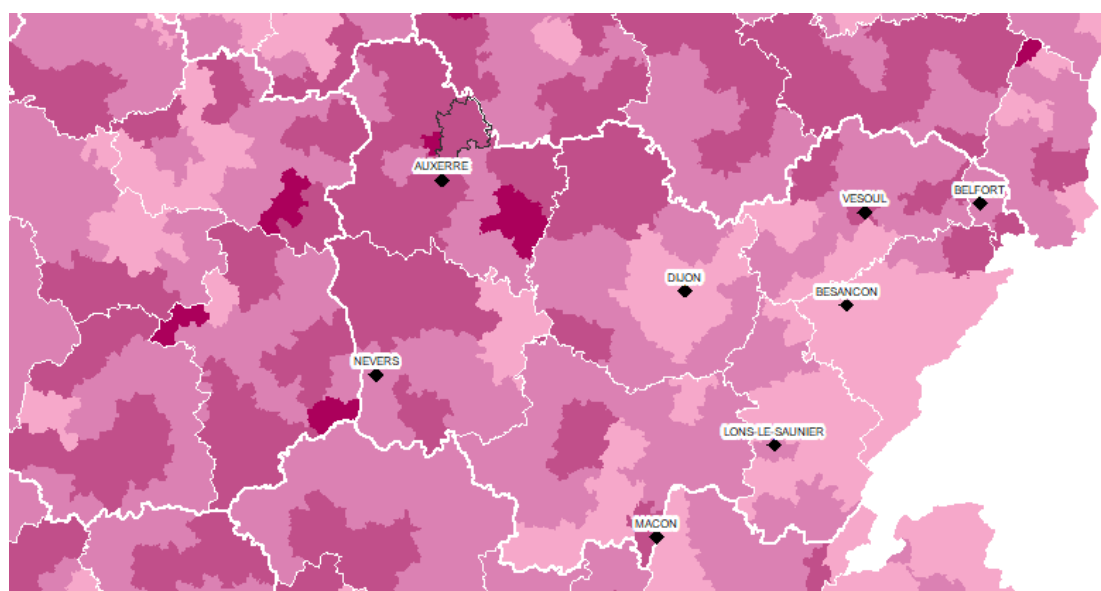 AUXERRE
BELFORT
VESOUL
DIJON
BESANCON
NEVERS
LONS-LE-SAUNIER
MACON